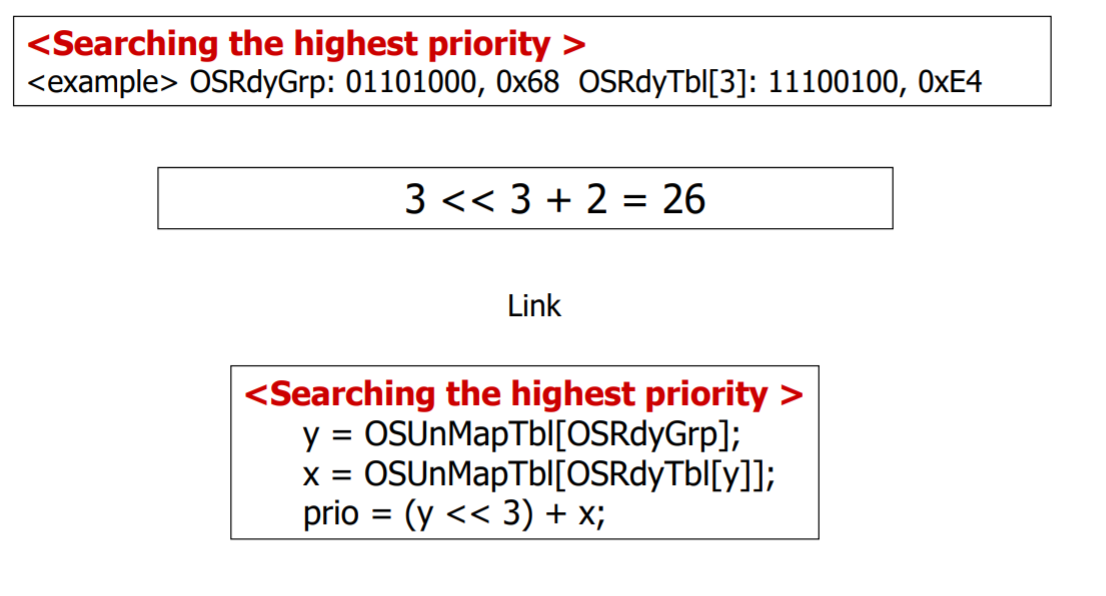 <Searching the highest priority >
<example> OSRdyGrp: 01101000, 0x68 OSRdyTbl[3]: 11100100, 0xE4
3 << 3 + 2 = 26
Link
<Searching the highest priority >
y = OSUnMapTbl[OSRdyGrp];
x = OSUnMapTbl[OSRdyTbl[y]];
prio = (y << 3) + x;